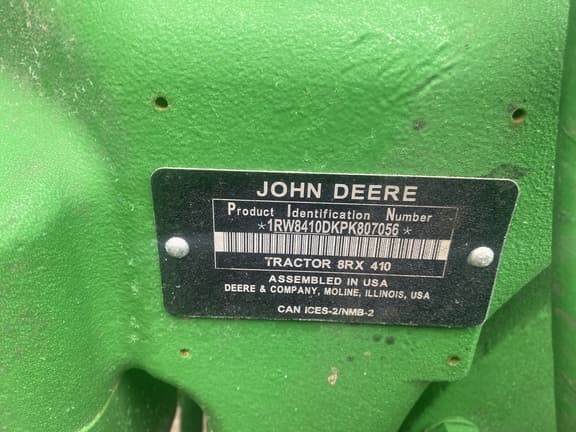 JOHN DEERE
Product Identification Number
*1RW8410DKPK807056*
TRACTOR 8RX 410
ASSEMBLED IN USA
DEERE & COMPANY, MOLINE, ILLINOIS, USA
CAN ICES-2/NMB-2